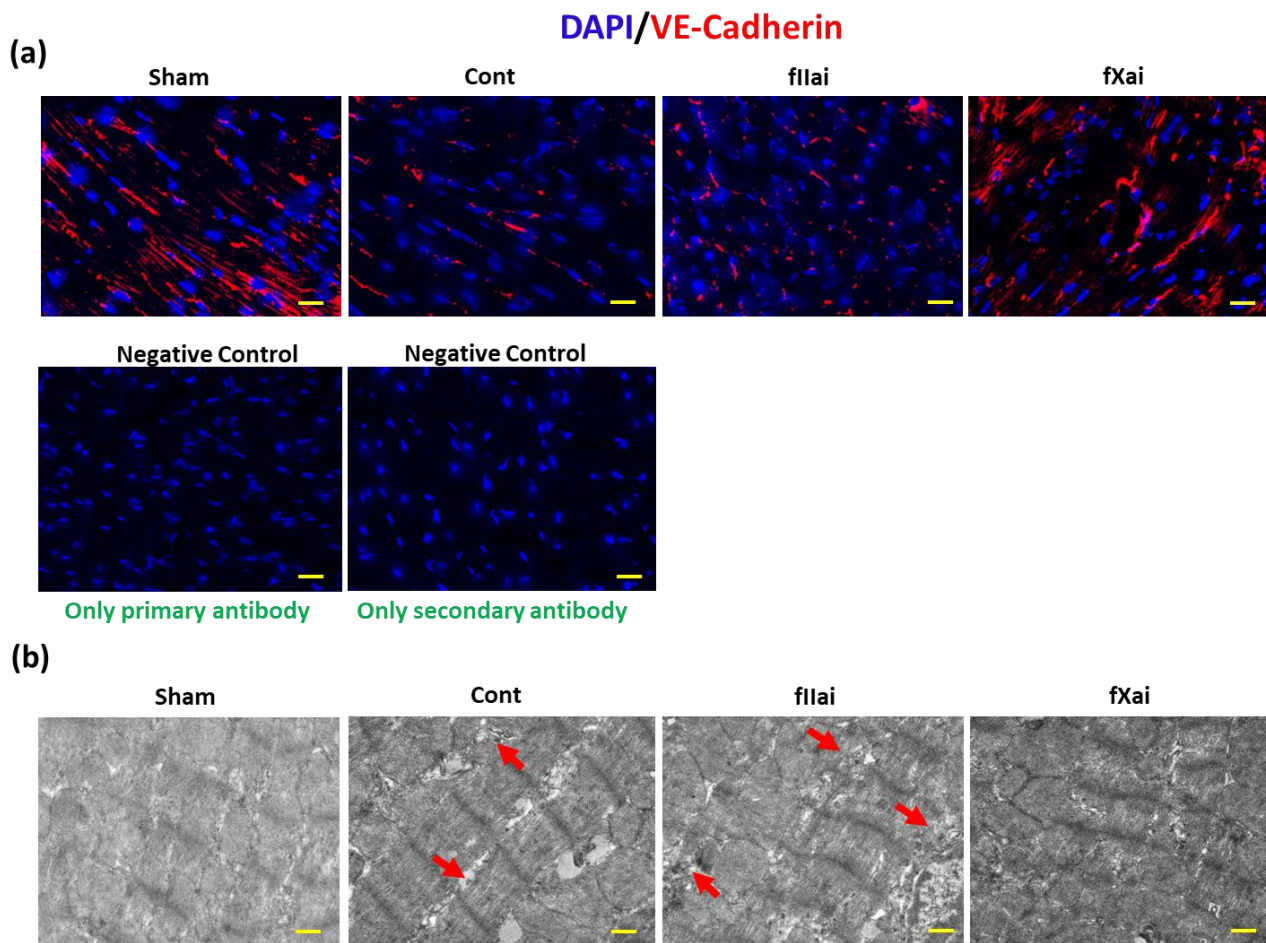 DAPI/VE-Cadherin
(a)
Sham Cont fIIai fXai
Negative Control Negative Control
Only primary antibody Only secondary antibody
(b)
Sham Cont fIIai fXai